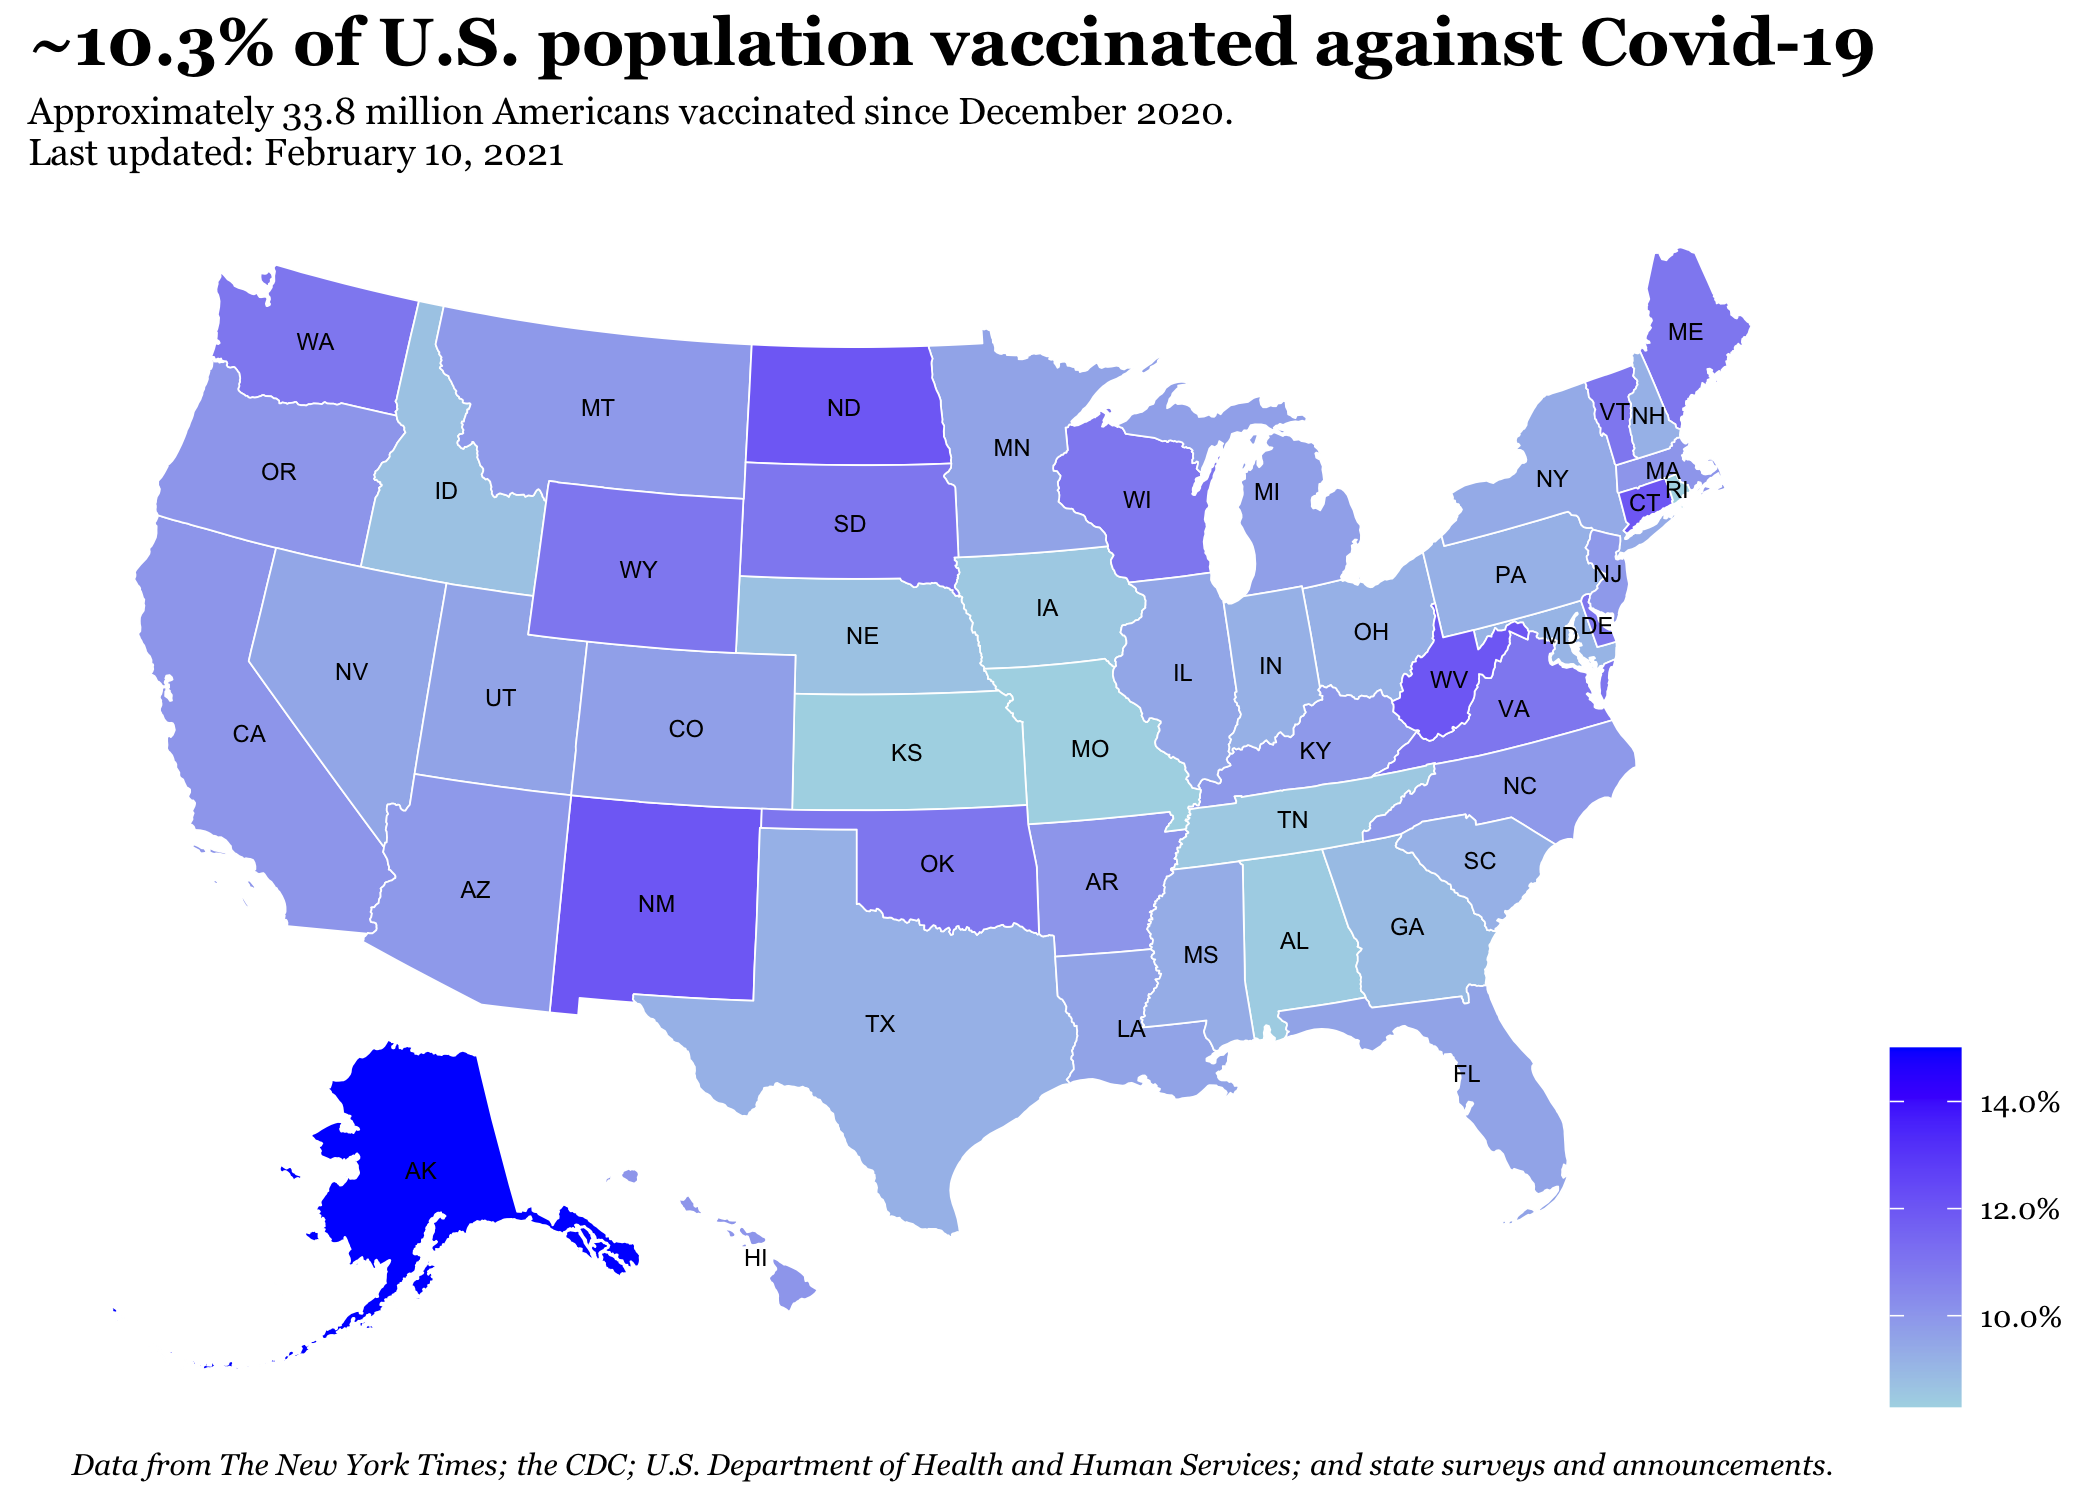 ~10.3% of U.S. population vaccinated against Covid-19
Approximately 33.8 million Americans vaccinated since December 2020.
Last updated: February 10, 2021
ME
WA
MT
ND
VT
NH
MN
OR
MA
NY
ID
RI
MI
WI
CT
SD
WY
PA
NJ
IA
DE
OH
NE
MD
IN
NV
IL
WV
UT
VA
CO
CA
MO
KY
KS
NC
TN
SC
OK
AR
AZ
NM
GA
AL
MS
TX
LA
FL
14.0%
AK
12.0%
HI
10.0%
Data from The New York Times; the CDC; U.S. Department of Health and Human Services; and state surveys and announcements.